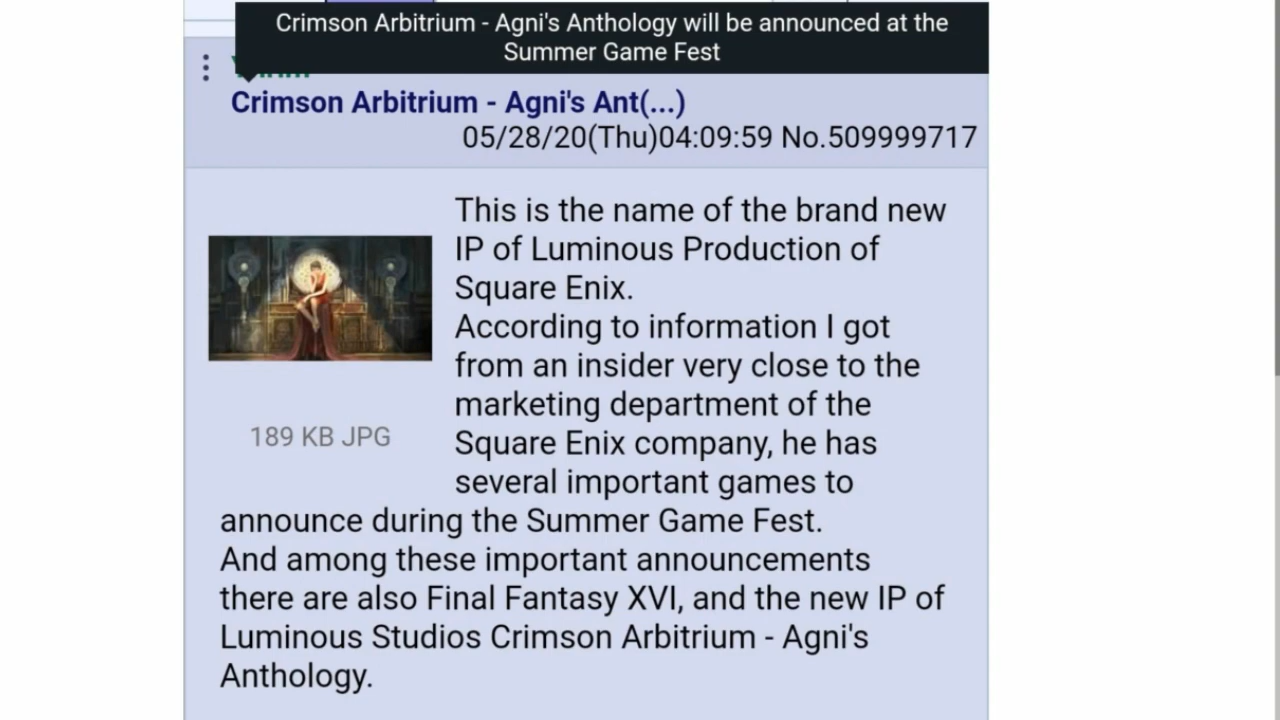 Crimson Arbitrium - Agni's Anthology will be announced at the
Summer Game Fest
Crimson Arbitrium - Agni's Ant(...)
05/28/20(Thu)04:09:59 No.509999717
This is the name of the brand new
IP of Luminous Production of
Square Enix.
According to information I got
from an insider very close to the
marketing department of the
Square Enix company, he has
189 KB JPG
several important games to
announce during the Summer Game Fest.
And among these important announcements
there are also Final Fantasy XVI, and the new IP of
Luminous Studios Crimson Arbitrium - Agni's
Anthology.